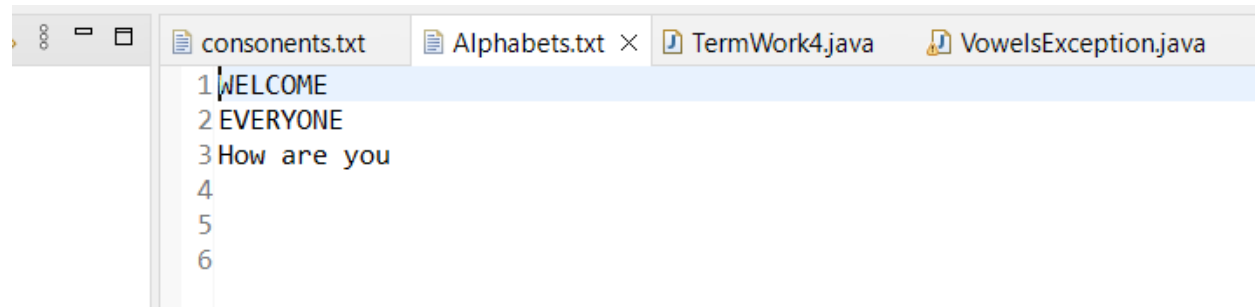 consonents.txt Alphabets.txt TermWork4.java VowelsException.java
1 WELCOME
2 EVERYONE
3 How are you
4
5
6